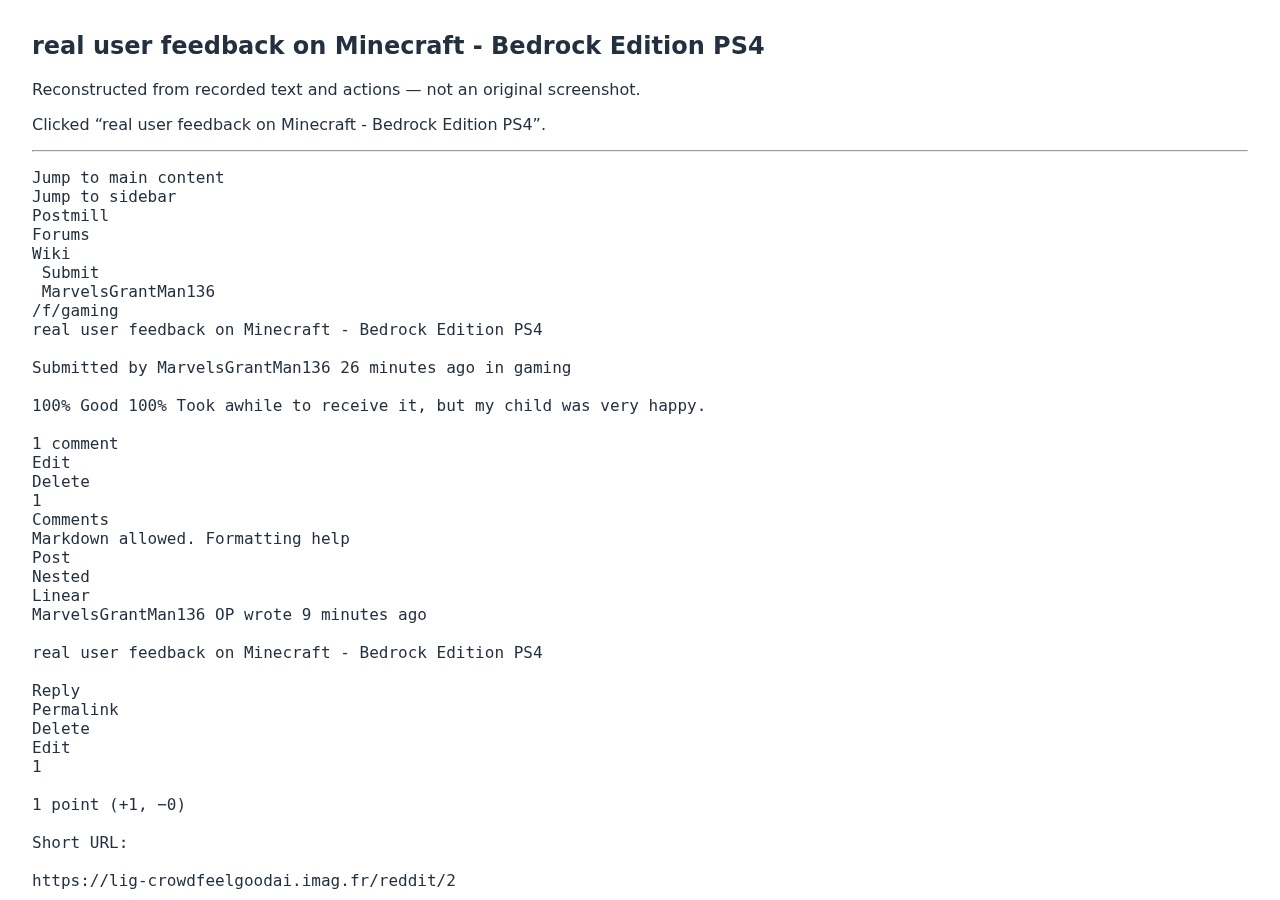 real user feedback on Minecraft - Bedrock Edition PS4
Reconstructed from recorded text and actions — not an original screenshot.
Clicked “real user feedback on Minecraft - Bedrock Edition PS4”.
Jump to main content
Jump to sidebar
Postmill
Forums
Wiki
Submit
MarvelsGrantMan136
/f/gaming
real user feedback on Minecraft - Bedrock Edition PS4
Submitted by MarvelsGrantMan136 26 minutes ago in gaming
100% Good 100% Took awhile to receive it, but my child was very happy.
1 comment
Edit
Delete
1
Comments
Markdown allowed. Formatting help
Post
Nested
Linear
MarvelsGrantMan136 OP wrote 9 minutes ago
real user feedback on Minecraft - Bedrock Edition PS4
Reply
Permalink
Delete
Edit
1
1 point (+1, −0)
Short URL:
https://lig-crowdfeelgoodai.imag.fr/reddit/2